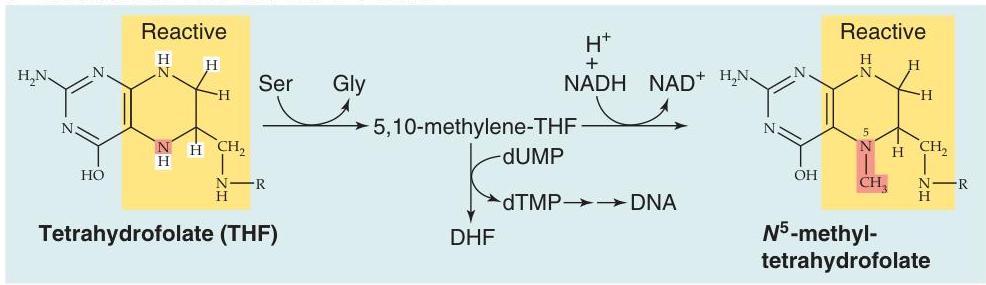 Reactive
H
H
H₂N
N
H
N
N
H
H
CH₂
HO
N
H
R
Tetrahydrofolate (THF)
Ser
Gly
5,10-methylene-THF
H⁺
+
NADH
NAD⁺
dUMP
dTMP
DNA
DHF
Reactive
H
H
H₂N
N
N
H
N
5
N
H
CH₂
OH
CH₃
N
H
R
N⁵-methyl-
tetrahydrofolate